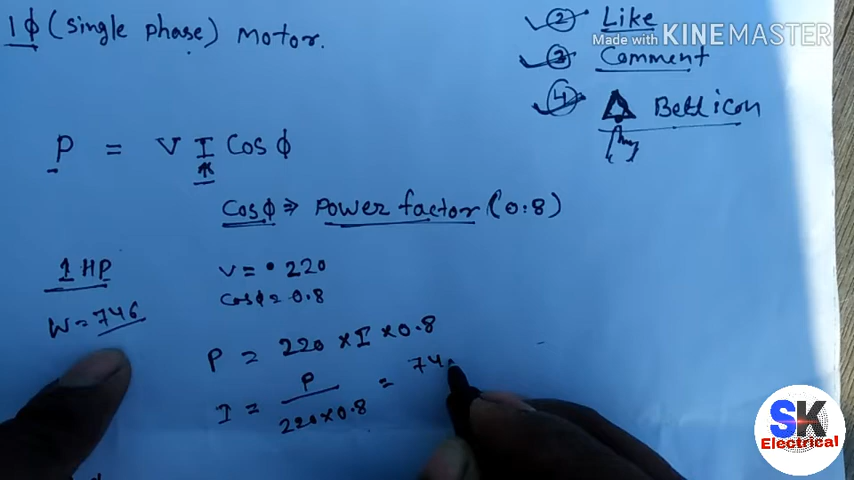 1ϕ (single phase) motor.
② Like
Made with KINEMASTER
③ Comment
④ Bell icon
P = V I Cosϕ
Cosϕ ⇒ Power factor (0.8)
1 HP
V = 220
Cosϕ = 0.8
W = 746
P = 220 × I × 0.8
I = P / 220×0.8 = 74
SK
Electrical